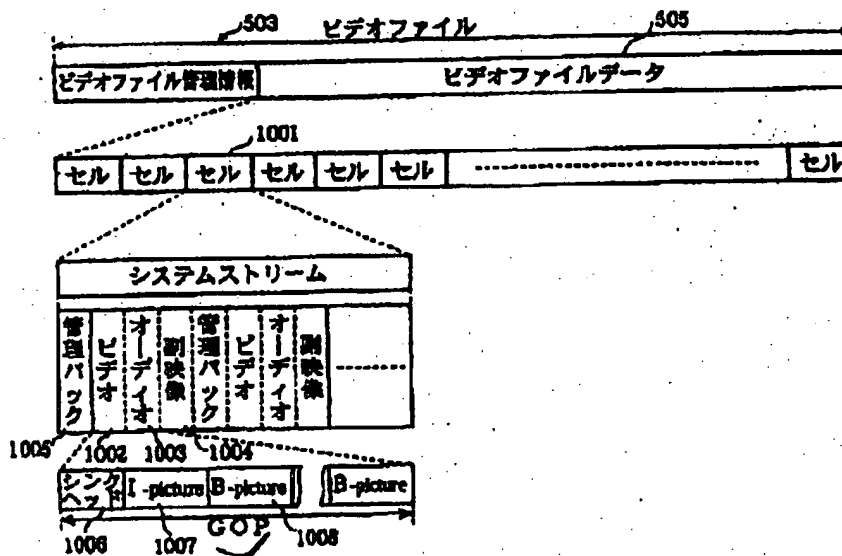 503 ビデオファイル 505
ビデオファイル管理情報 ビデオファイルデータ
1001
セル セル セル セル セル セル セル
システムストリーム
管理パック ビデオ オーディオ 副映像 管理パック ビデオ オーディオ 副映像
1005 1002 1003 1004
シンクヘッド I-picture B-picture B-picture
1006 1007 GOP 1008